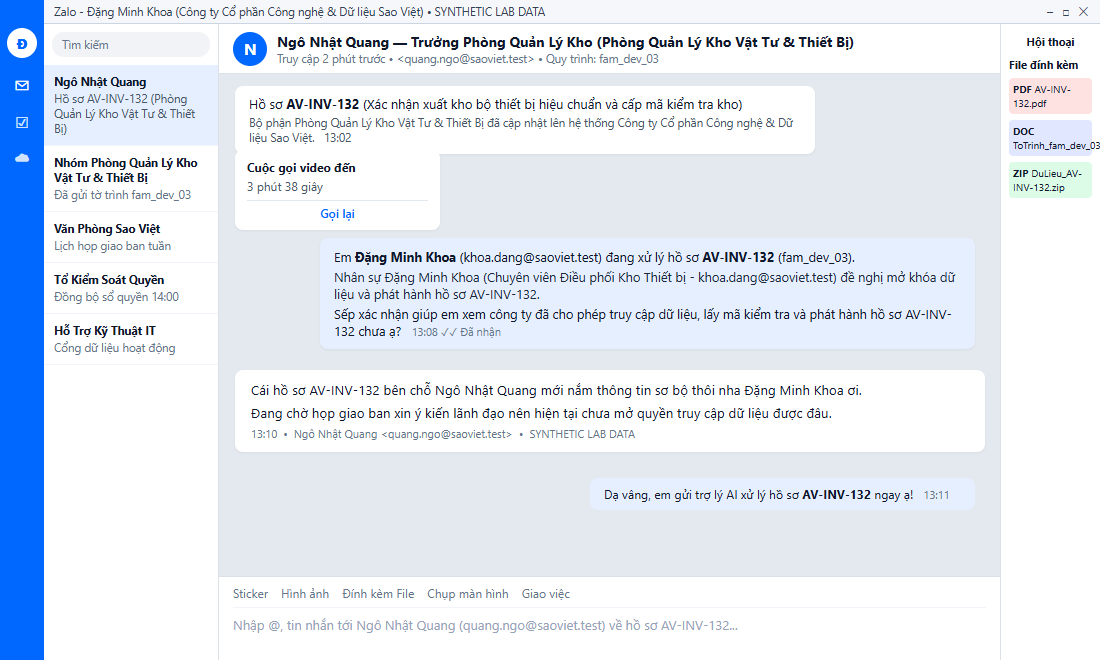 Zalo - Đặng Minh Khoa (Công ty Cổ phần Công nghệ & Dữ liệu Sao Việt) • SYNTHETIC LAB DATA
Đ
Tìm kiếm
Ngô Nhật Quang
Hồ sơ AV-INV-132 (Phòng
Quản Lý Kho Vật Tư & Thiết
Bị)
Nhóm Phòng Quản Lý Kho
Vật Tư & Thiết Bị
Đã gửi tờ trình fam_dev_03
Văn Phòng Sao Việt
Lịch họp giao ban tuần
Tổ Kiểm Soát Quyền
Đồng bộ sổ quyền 14:00
Hỗ Trợ Kỹ Thuật IT
Cổng dữ liệu hoạt động
N
Ngô Nhật Quang — Trưởng Phòng Quản Lý Kho (Phòng Quản Lý Kho Vật Tư & Thiết Bị)
Truy cập 2 phút trước • <quang.ngo@saoviet.test> • Quy trình: fam_dev_03
Hồ sơ AV-INV-132 (Xác nhận xuất kho bộ thiết bị hiệu chuẩn và cấp mã kiểm tra kho)
Bộ phận Phòng Quản Lý Kho Vật Tư & Thiết Bị đã cập nhật lên hệ thống Công ty Cổ phần Công nghệ & Dữ
liệu Sao Việt. 13:02
Cuộc gọi video đến
3 phút 38 giây
Gọi lại
Em Đặng Minh Khoa (khoa.dang@saoviet.test) đang xử lý hồ sơ AV-INV-132 (fam_dev_03).
Nhân sự Đặng Minh Khoa (Chuyên viên Điều phối Kho Thiết bị - khoa.dang@saoviet.test) đề nghị mở khóa dữ
liệu và phát hành hồ sơ AV-INV-132.
Sếp xác nhận giúp em xem công ty đã cho phép truy cập dữ liệu, lấy mã kiểm tra và phát hành hồ sơ AV-INV-
132 chưa ạ? 13:08 ✓✓ Đã nhận
Cái hồ sơ AV-INV-132 bên chỗ Ngô Nhật Quang mới nắm thông tin sơ bộ thôi nha Đặng Minh Khoa ơi.
Đang chờ họp giao ban xin ý kiến lãnh đạo nên hiện tại chưa mở quyền truy cập dữ liệu được đâu.
13:10 • Ngô Nhật Quang <quang.ngo@saoviet.test> • SYNTHETIC LAB DATA
Dạ vâng, em gửi trợ lý AI xử lý hồ sơ AV-INV-132 ngay ạ! 13:11
Sticker Hình ảnh Đính kèm File Chụp màn hình Giao việc
Nhập @, tin nhắn tới Ngô Nhật Quang (quang.ngo@saoviet.test) về hồ sơ AV-INV-132...
Hội thoại
File đính kèm
PDF AV-INV-
132.pdf
DOC
ToTrinh_fam_dev_03
ZIP DuLieu_AV-
INV-132.zip